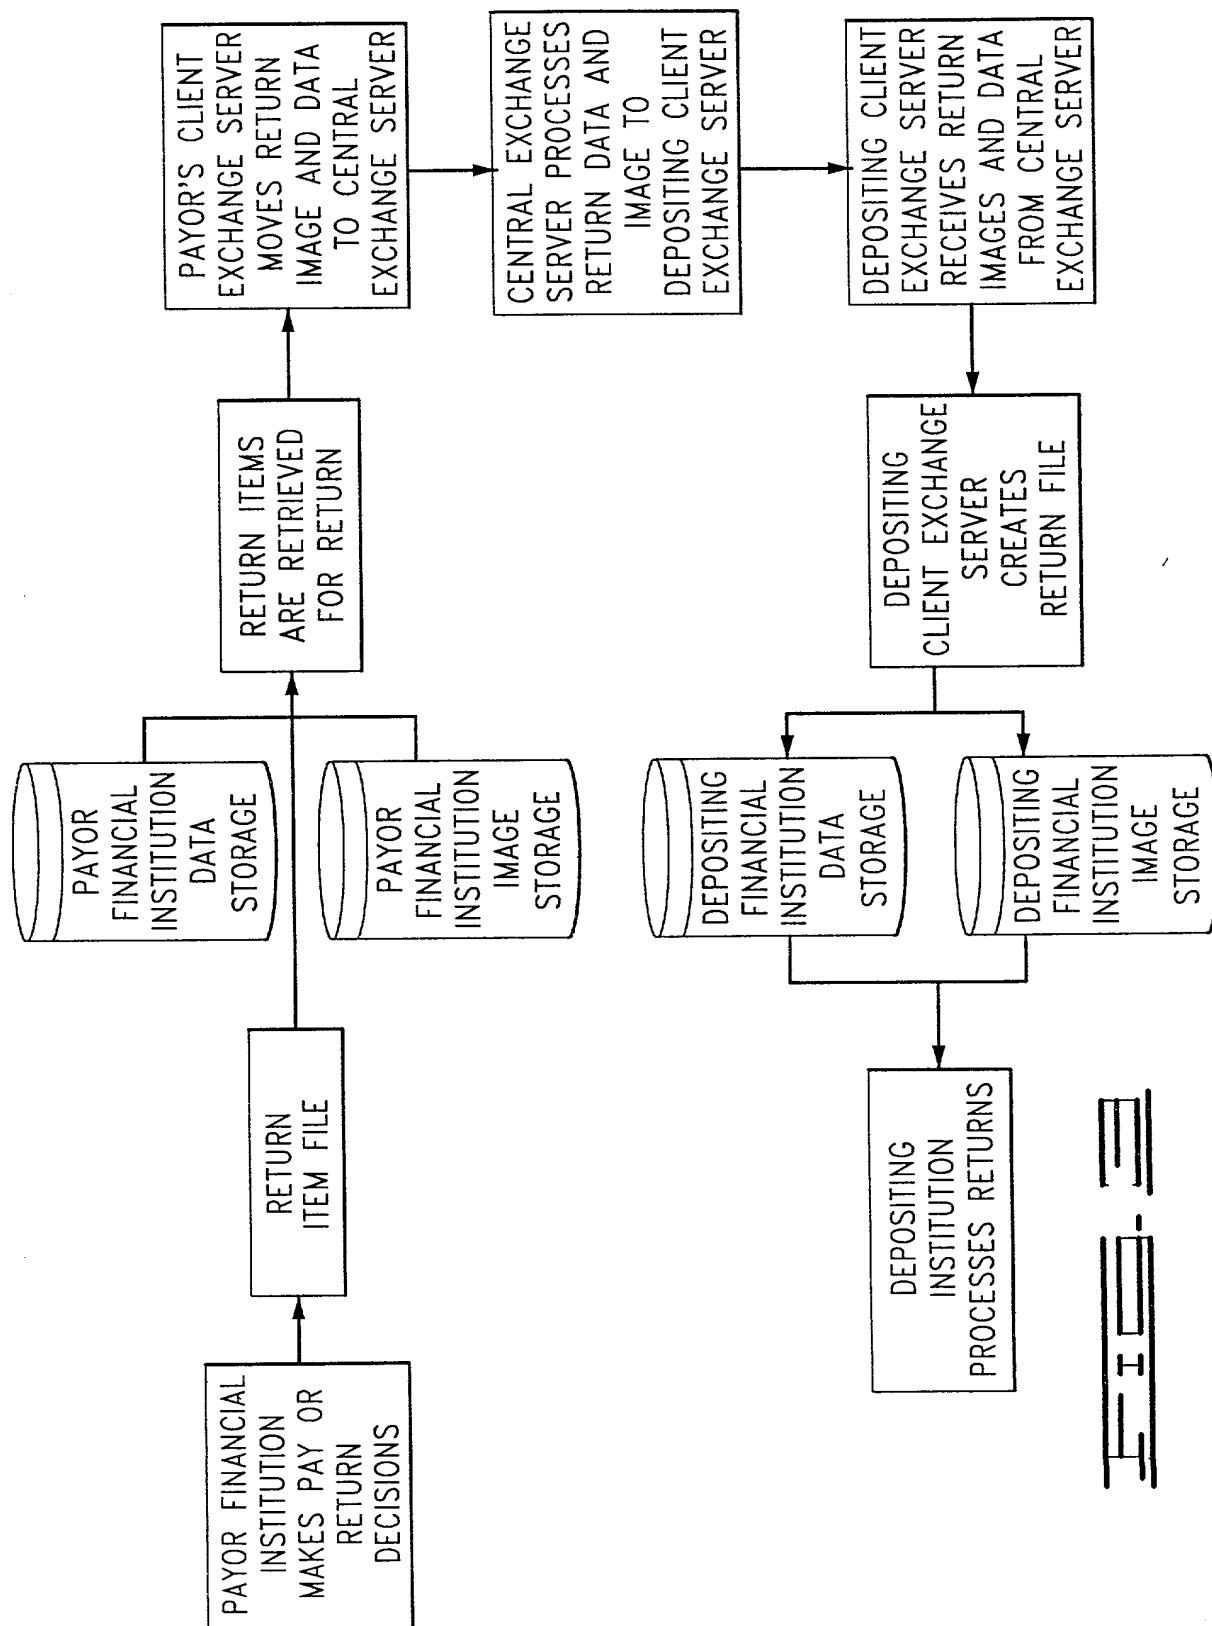 PAYOR FINANCIAL
INSTITUTION
MAKES PAY OR
RETURN
DECISIONS
RETURN
ITEM FILE
PAYOR
FINANCIAL
INSTITUTION
DATA
STORAGE
PAYOR
FINANCIAL
INSTITUTION
IMAGE
STORAGE
RETURN ITEMS
ARE RETRIEVED
FOR RETURN
PAYOR'S CLIENT
EXCHANGE SERVER
MOVES RETURN
IMAGE AND DATA
TO CENTRAL
EXCHANGE SERVER
CENTRAL EXCHANGE
SERVER PROCESSES
RETURN DATA AND
IMAGE TO
DEPOSITING CLIENT
EXCHANGE SERVER
DEPOSITING CLIENT
EXCHANGE SERVER
RECEIVES RETURN
IMAGES AND DATA
FROM CENTRAL
EXCHANGE SERVER
DEPOSITING
CLIENT EXCHANGE
SERVER
CREATES
RETURN FILE
DEPOSITING
FINANCIAL
INSTITUTION
DATA
STORAGE
DEPOSITING
FINANCIAL
INSTITUTION
IMAGE
STORAGE
DEPOSITING
INSTITUTION
PROCESSES RETURNS